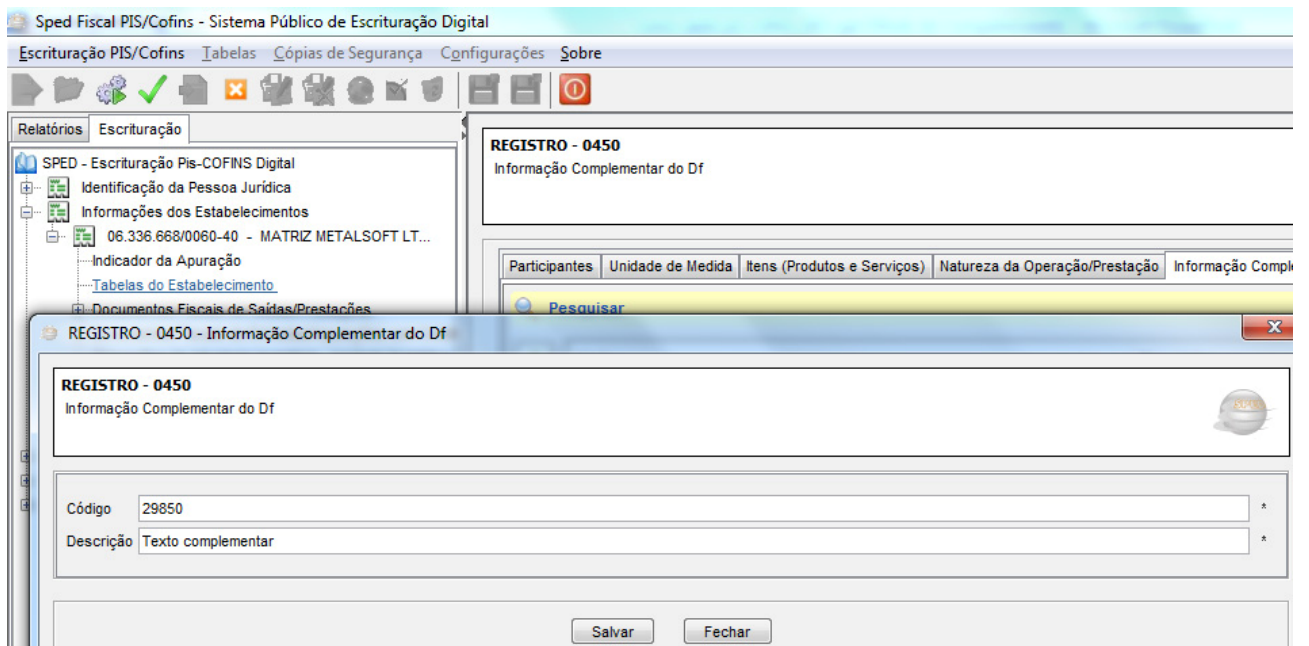 Sped Fiscal PIS/Cofins - Sistema Público de Escrituração Digital
Escrituração PIS/Cofins Tabelas Cópias de Segurança Configurações Sobre
Relatórios Escrituração
SPED - Escrituração Pis-COFINS Digital
Identificação da Pessoa Jurídica
Informações dos Estabelecimentos
06.336.668/0060-40 - MATRIZ METALSOFT LT...
Indicador da Apuração
Tabelas do Estabelecimento
Documentos Fiscais de Saídas/Prestações
REGISTRO - 0450
Informação Complementar do Df
Participantes Unidade de Medida Itens (Produtos e Serviços) Natureza da Operação/Prestação Informação Comple
Pesquisar
REGISTRO - 0450 - Informação Complementar do Df
REGISTRO - 0450
Informação Complementar do Df
Código 29850 *
Descrição Texto complementar *
Salvar Fechar